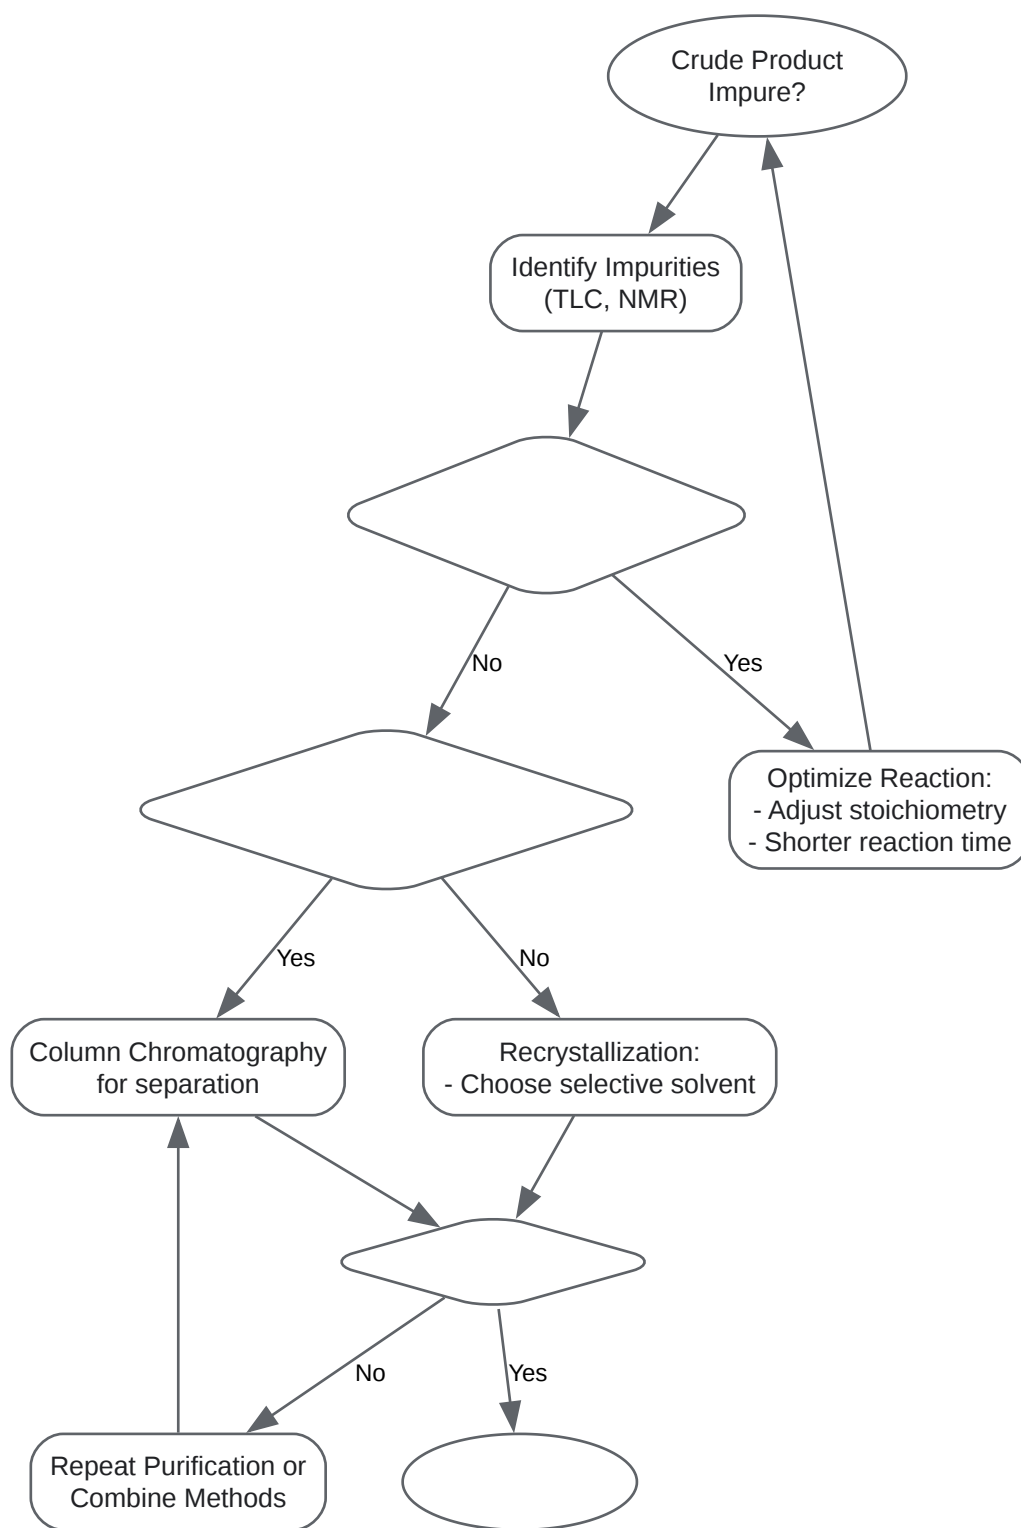 Crude Product
Impure?
Identify Impurities
(TLC, NMR)
No
Yes
Optimize Reaction:
- Adjust stoichiometry
- Shorter reaction time
Yes
No
Column Chromatography
for separation
Recrystallization:
- Choose selective solvent
No
Yes
Repeat Purification or
Combine Methods